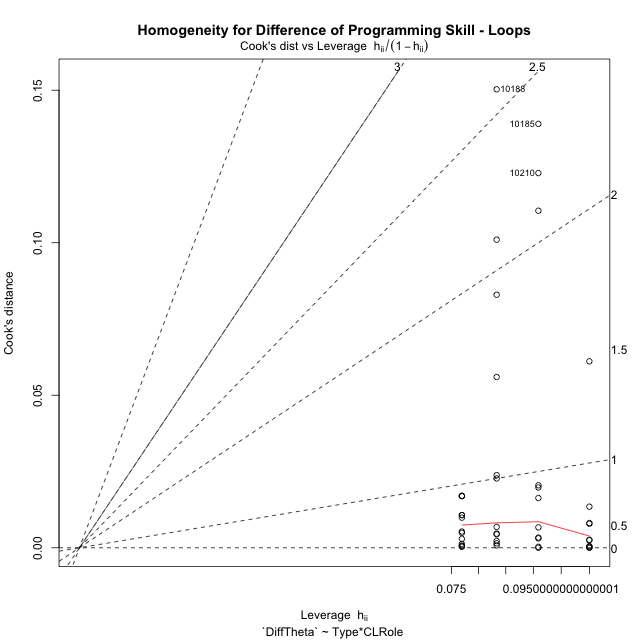 Homogeneity for Difference of Programming Skill - Loops
Cook's dist vs Leverage hii/(1 − hii)
3 2.5
0.15 10188
10185
10210
2
0.10
Cook's distance
1.5
0.05
1
0.5
0.00 0
0.075 0.0950000000000001
Leverage hii
`DiffTheta` ~ Type*CLRole